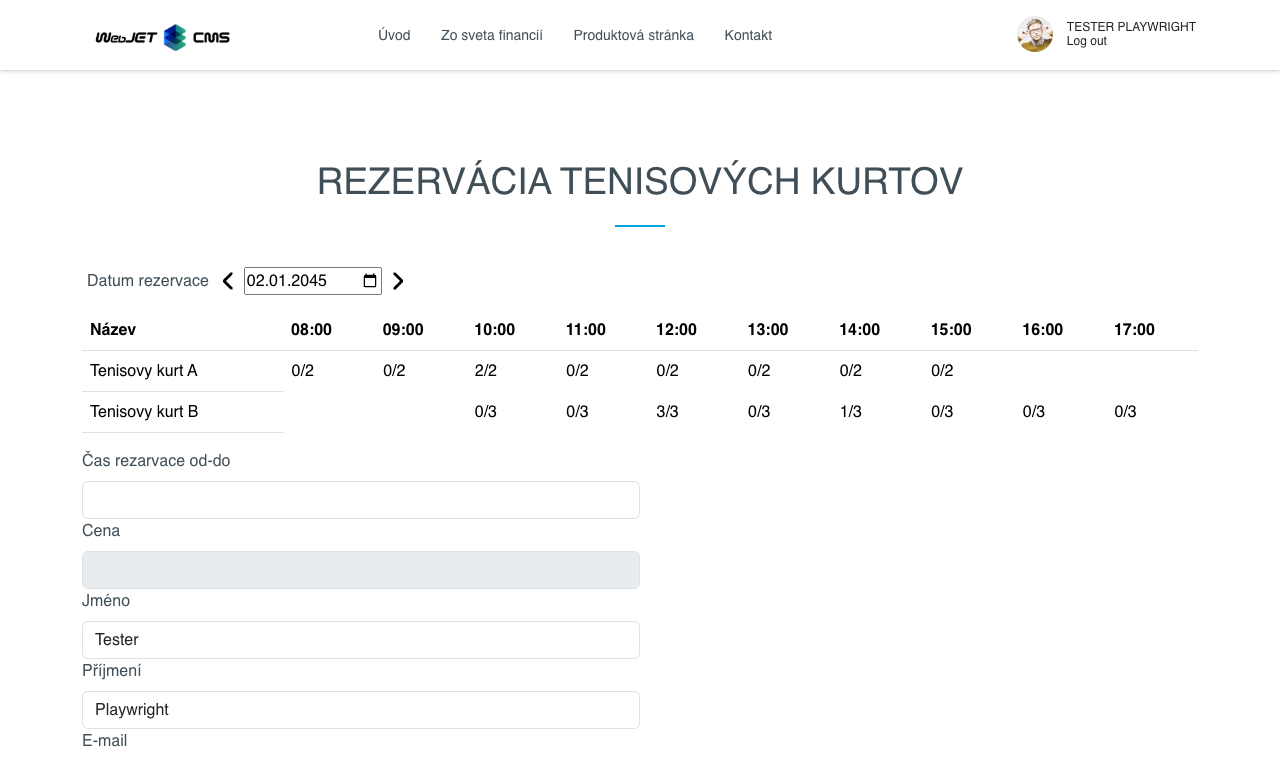 WebJET CMS
Úvod Zo sveta financií Produktová stránka Kontakt
TESTER PLAYWRIGHT
Log out
REZERVÁCIA TENISOVÝCH KURTOV
Datum rezervace 02.01.2045
Název 08:00 09:00 10:00 11:00 12:00 13:00 14:00 15:00 16:00 17:00
Tenisovy kurt A 0/2 0/2 2/2 0/2 0/2 0/2 0/2 0/2
Tenisovy kurt B 0/3 0/3 3/3 0/3 1/3 0/3 0/3 0/3
Čas rezarvace od-do
Cena
Jméno
Tester
Příjmení
Playwright
E-mail